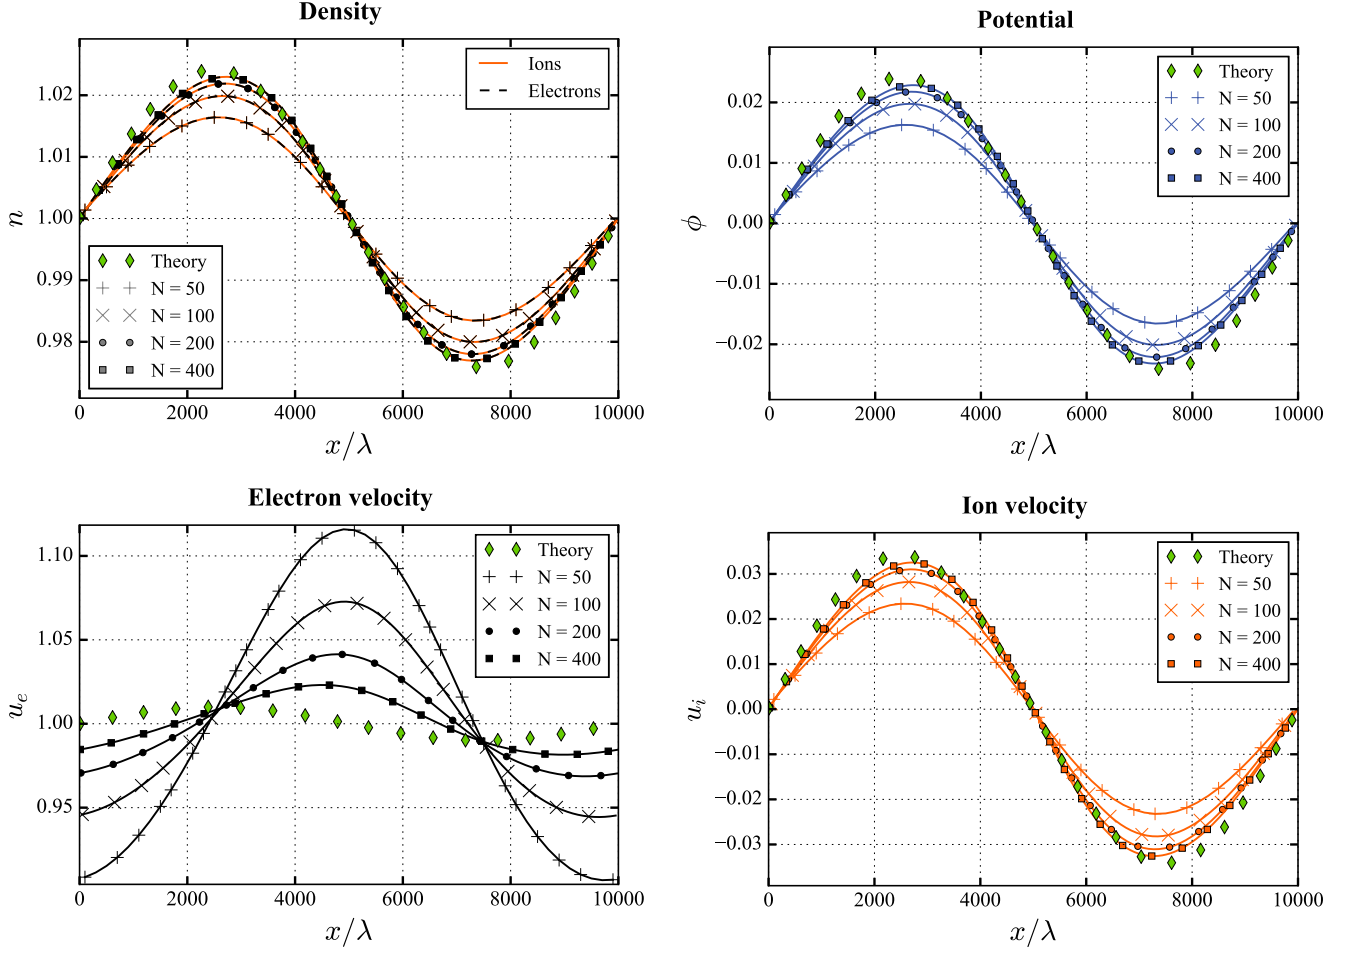 Density
1.02
1.01
1.00
0.99
0.98
n
Ions
Electrons
Theory
N = 50
N = 100
N = 200
N = 400
0 2000 4000 6000 8000 10000
x/λ
Potential
0.02
0.01
0.00
−0.01
−0.02
ϕ
Theory
N = 50
N = 100
N = 200
N = 400
0 2000 4000 6000 8000 10000
x/λ
Electron velocity
1.10
1.05
1.00
0.95
u_e
Theory
N = 50
N = 100
N = 200
N = 400
0 2000 4000 6000 8000 10000
x/λ
Ion velocity
0.03
0.02
0.01
0.00
−0.01
−0.02
−0.03
u_i
Theory
N = 50
N = 100
N = 200
N = 400
0 2000 4000 6000 8000 10000
x/λ